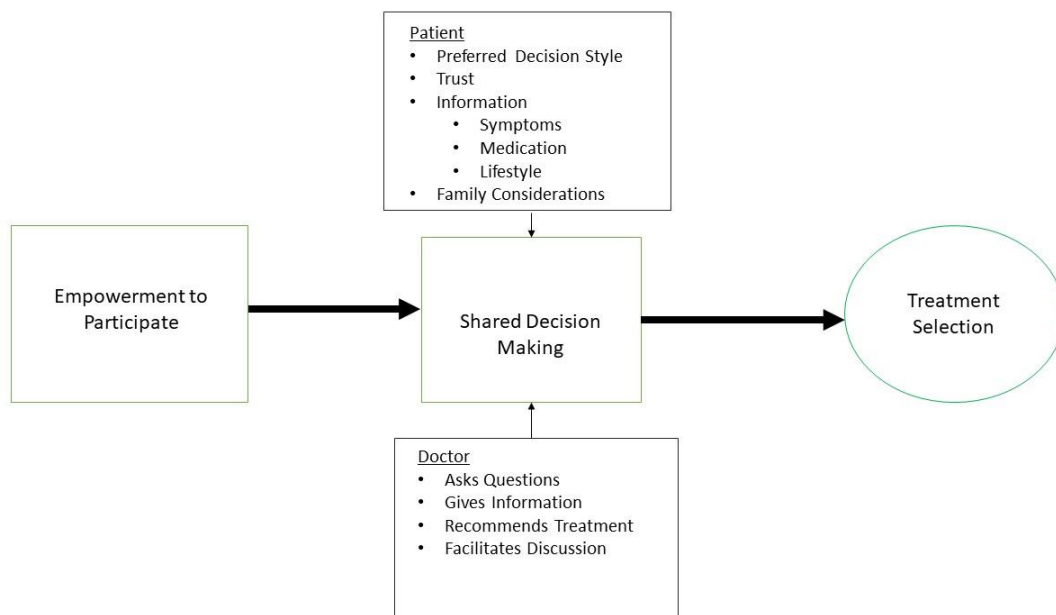 Patient
• Preferred Decision Style
• Trust
• Information
• Symptoms
• Medication
• Lifestyle
• Family Considerations
Empowerment to
Participate
Shared Decision
Making
Treatment
Selection
Doctor
• Asks Questions
• Gives Information
• Recommends Treatment
• Facilitates Discussion